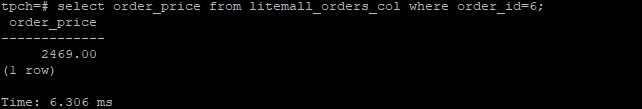 tpch=# select order_price from litemall_orders_col where order_id=6;
 order_price
-------------
     2469.00
(1 row)

Time: 6.306 ms